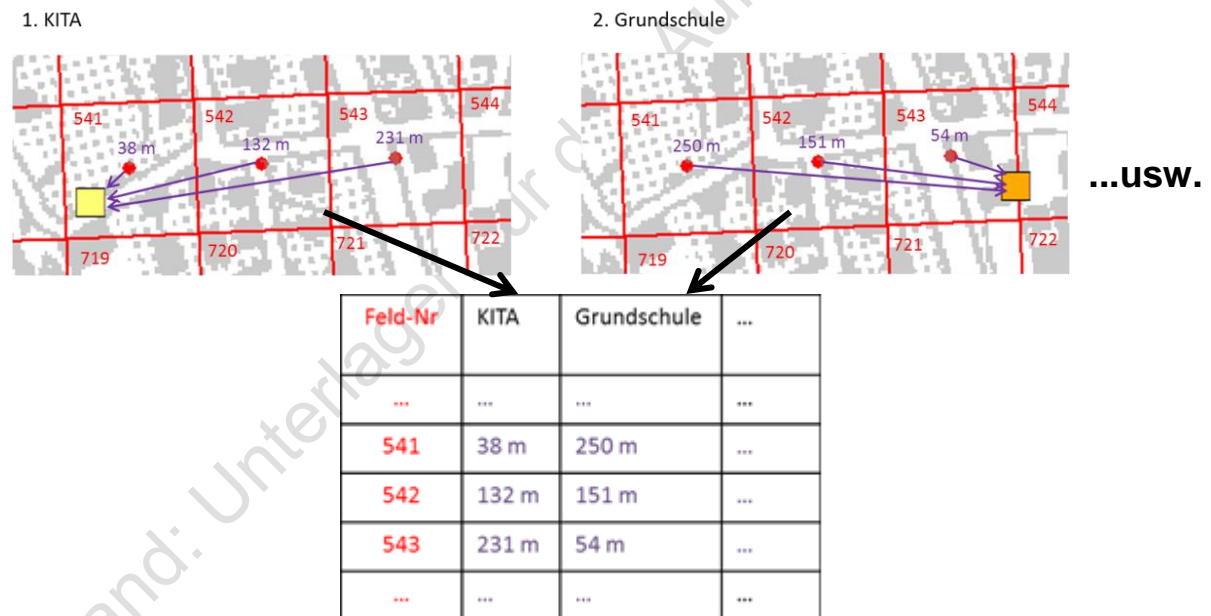 1. KITA
2. Grundschule
541
542
543
544
38 m
132 m
231 m
719
720
721
722
541
542
543
544
250 m
151 m
54 m
719
720
721
722
...usw.
Feld-Nr KITA Grundschule ...
... ... ... ...
541 38 m 250 m ...
542 132 m 151 m ...
543 231 m 54 m ...
... ... ... ...